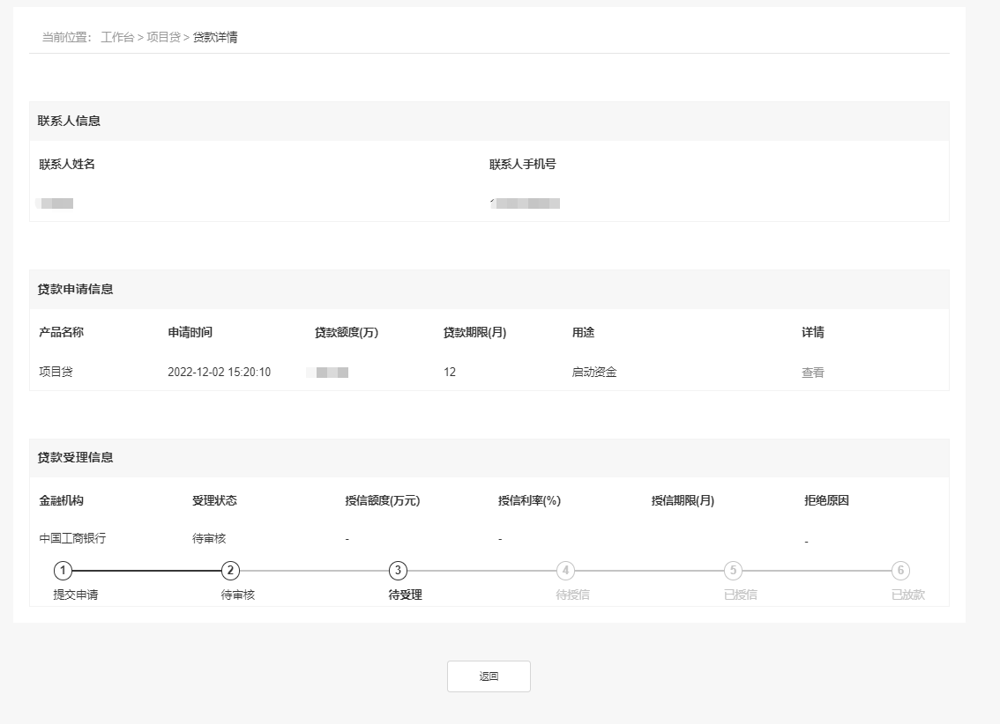 当前位置: 工作台 > 项目贷 > 贷款详情
联系人信息
联系人姓名 联系人手机号
贷款申请信息
产品名称 申请时间 贷款额度(万) 贷款期限(月) 用途 详情
项目贷 2022-12-02 15:20:10 12 启动资金 查看
贷款受理信息
金融机构 受理状态 授信额度(万元) 授信利率(%) 授信期限(月) 拒绝原因
中国工商银行 待审核 - - -
1 2 3 4 5 6
提交申请 待审核 待受理 待授信 已授信 已放款
返回